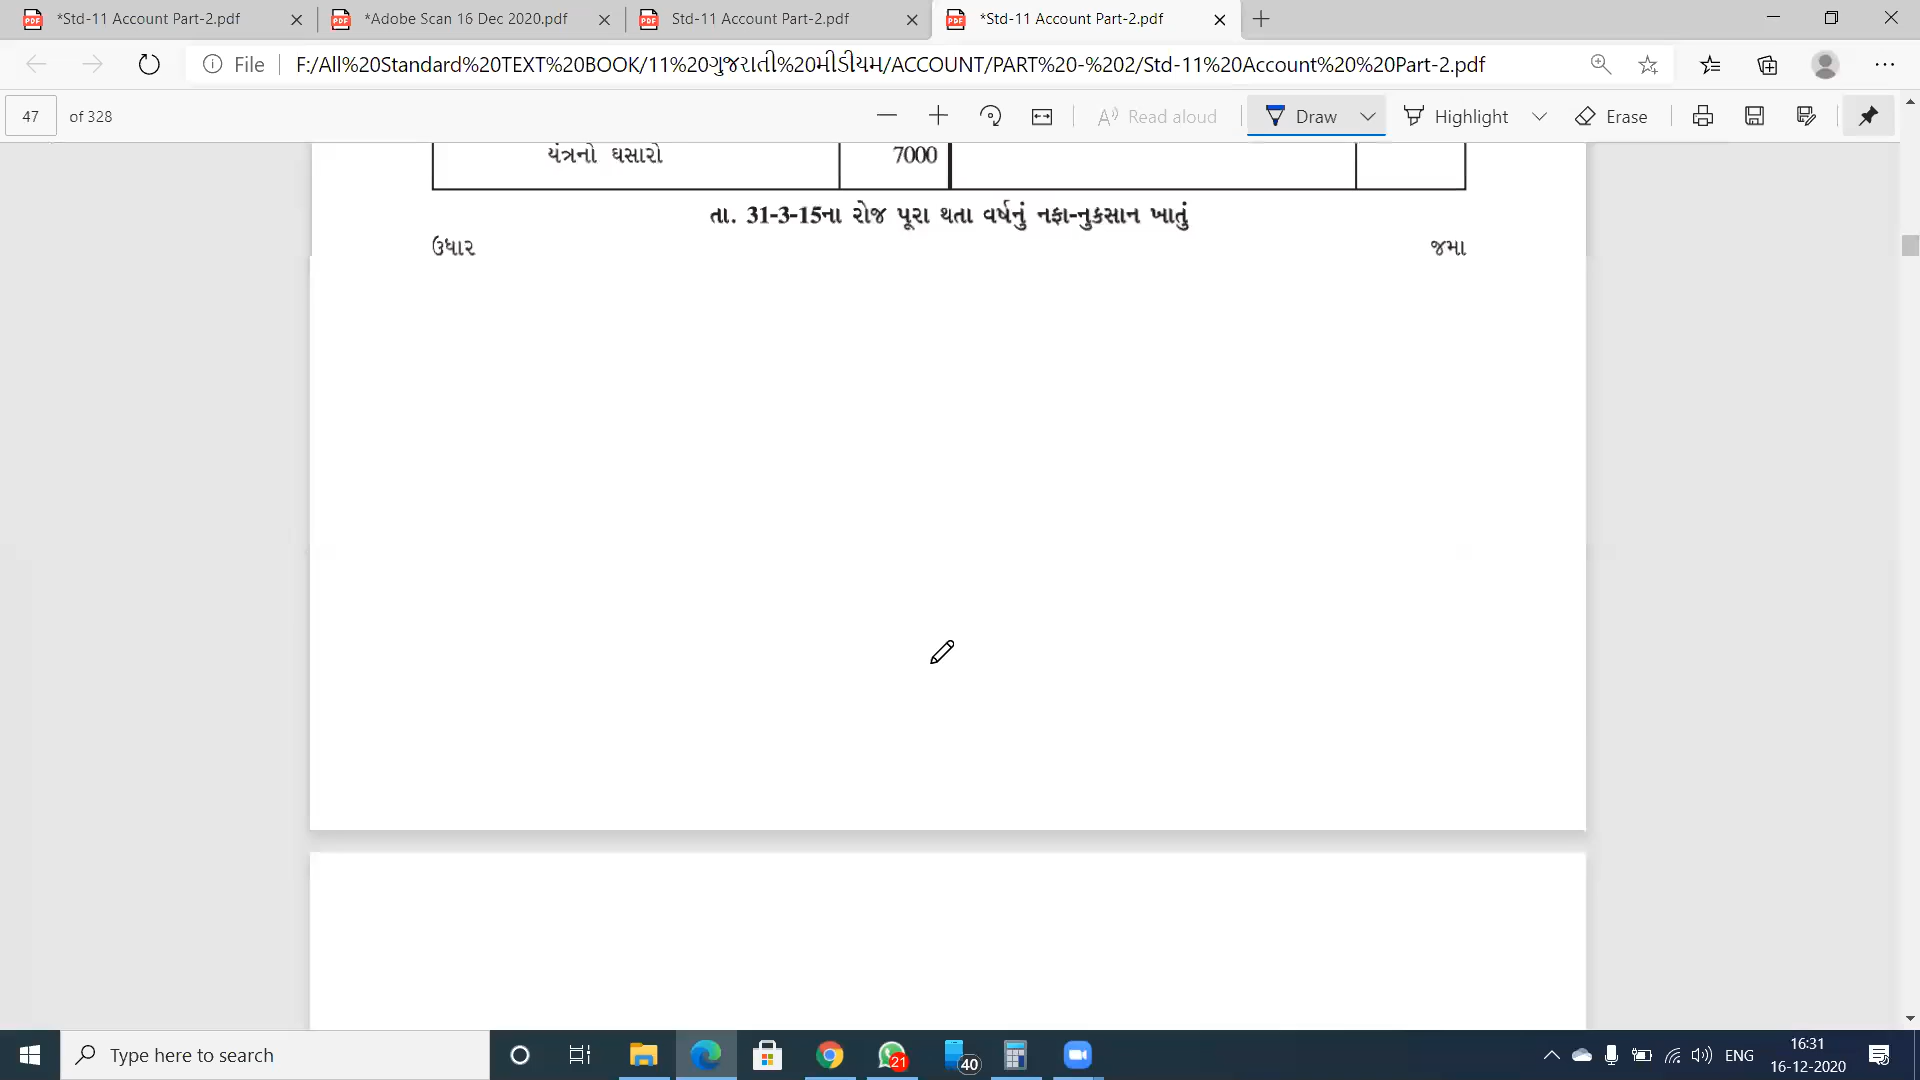 *Std-11 Account Part-2.pdf
*Adobe Scan 16 Dec 2020.pdf
Std-11 Account Part-2.pdf
*Std-11 Account Part-2.pdf
File
F:/All%20Standard%20TEXT%20BOOK/11%20ગુજરાતી%20મીડીયમ/ACCOUNT/PART%20-%202/Std-11%20Account%20%20Part-2.pdf
47 of 328
Read aloud
Draw
Highlight
Erase
યંત્રનો ઘસારો 7000
તા. 31-3-15ના રોજ પૂરા થતા વર્ષનું નફા-નુકસાન ખાતું
ઉધાર જમા
Type here to search
21
40
ENG
16:31
16-12-2020